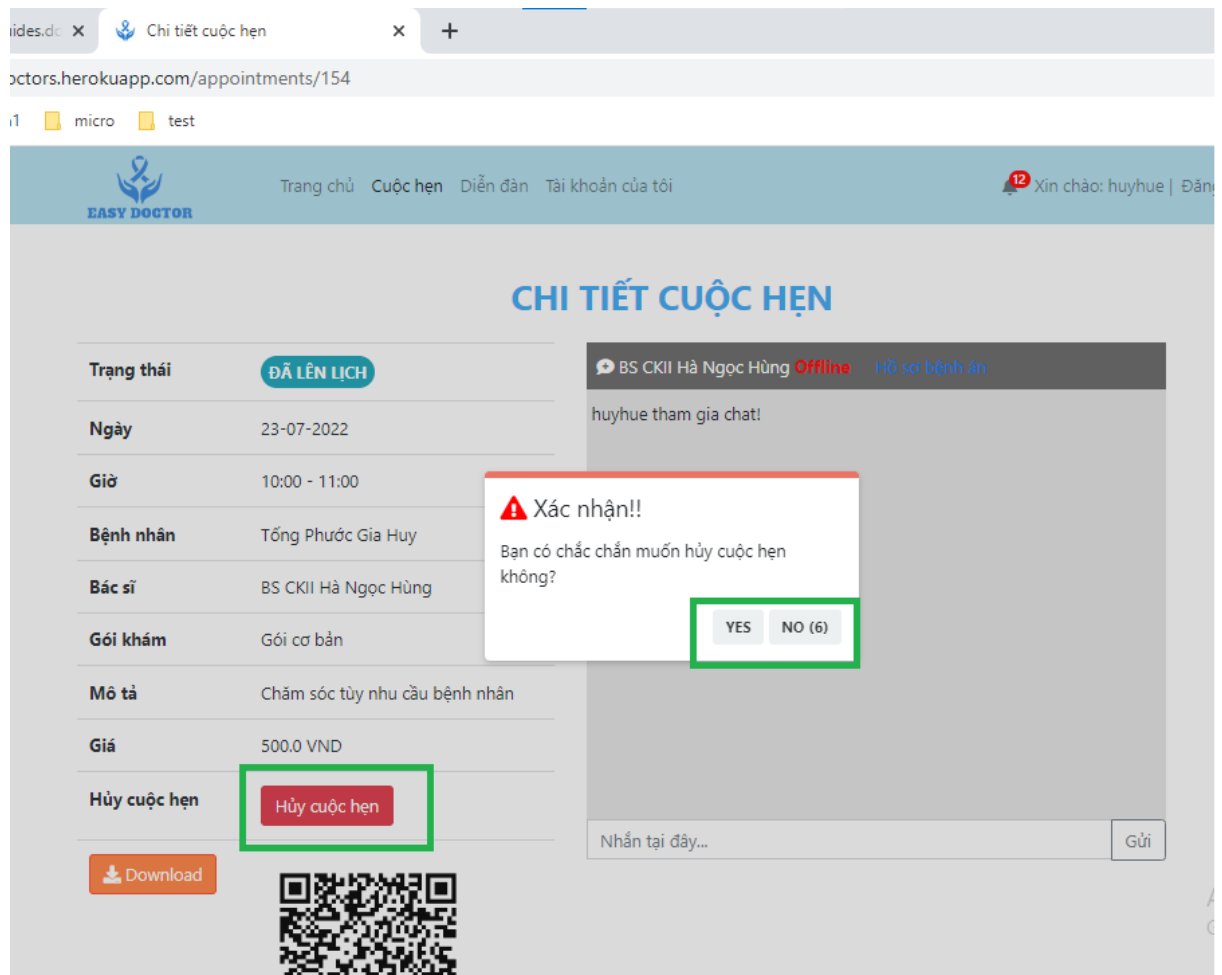 Chi tiết cuộc hẹn
octors.herokuapp.com/appointments/154
micro test
Trang chủ Cuộc hẹn Diễn đàn Tài khoản của tôi 12 Xin chào: huyhue |
EASY DOCTOR
CHI TIẾT CUỘC HẸN
Trạng thái ĐÃ LÊN LỊCH
Ngày 23-07-2022
Giờ 10:00 - 11:00
Bệnh nhân Tống Phước Gia Huy
Bác sĩ BS CKII Hà Ngọc Hùng
Gói khám Gói cơ bản
Mô tả Chăm sóc tùy nhu cầu bệnh nhân
Giá 500.0 VND
Hủy cuộc hẹn Hủy cuộc hẹn
Download
BS CKII Hà Ngọc Hùng Offline Hồ sơ bệnh án
huyhue tham gia chat!
Xác nhận!!
Bạn có chắc chắn muốn hủy cuộc hẹn
không?
YES NO (6)
Nhắn tại đây... Gửi